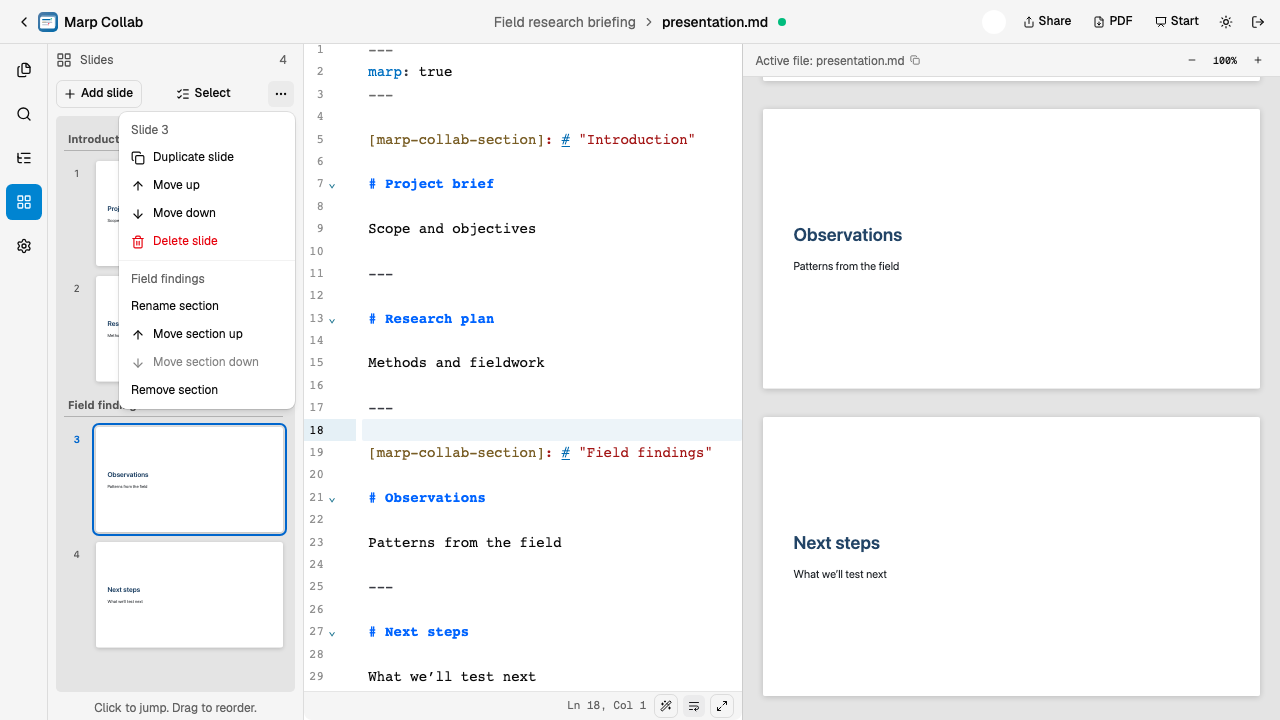 Marp Collab
Field research briefing
presentation.md
Share
PDF
Start
Slides
4
Add slide
Select
Slide 3
Duplicate slide
Move up
Move down
Delete slide
Field findings
Rename section
Move section up
Move section down
Remove section
1
2
3
Observations
Patterns from the field
4
Next steps
What we'll test next
Click to jump. Drag to reorder.
1 ---
2 marp: true
3 ---
4
5 [marp-collab-section]: # "Introduction"
6
7 # Project brief
8
9 Scope and objectives
10
11 ---
12
13 # Research plan
14
15 Methods and fieldwork
16
17 ---
18
19 [marp-collab-section]: # "Field findings"
20
21 # Observations
22
23 Patterns from the field
24
25 ---
26
27 # Next steps
28
29 What we’ll test next
Ln 18, Col 1
Active file: presentation.md
100%
Observations
Patterns from the field
Next steps
What we’ll test next